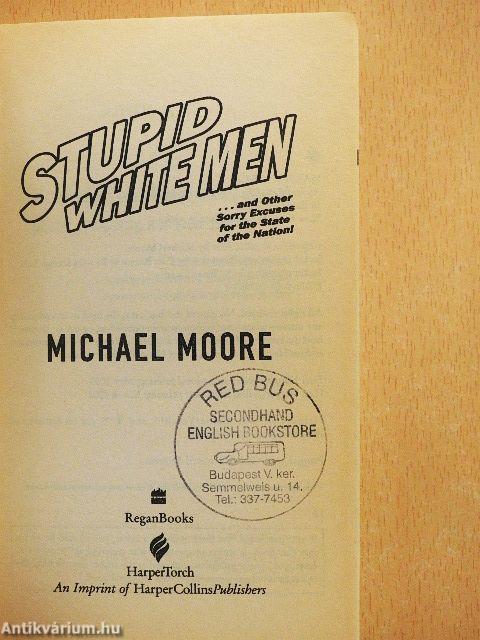 STUPID
WHITE MEN
. . . and Other
Sorry Excuses
for the State
of the Nation!
MICHAEL MOORE
RED BUS
SECONDHAND
ENGLISH BOOKSTORE
Budapest V. ker.
Semmelweis u. 14.
Tel.: 337-7453
ReganBooks
HarperTorch
An Imprint of HarperCollinsPublishers
Antikvárium.hu